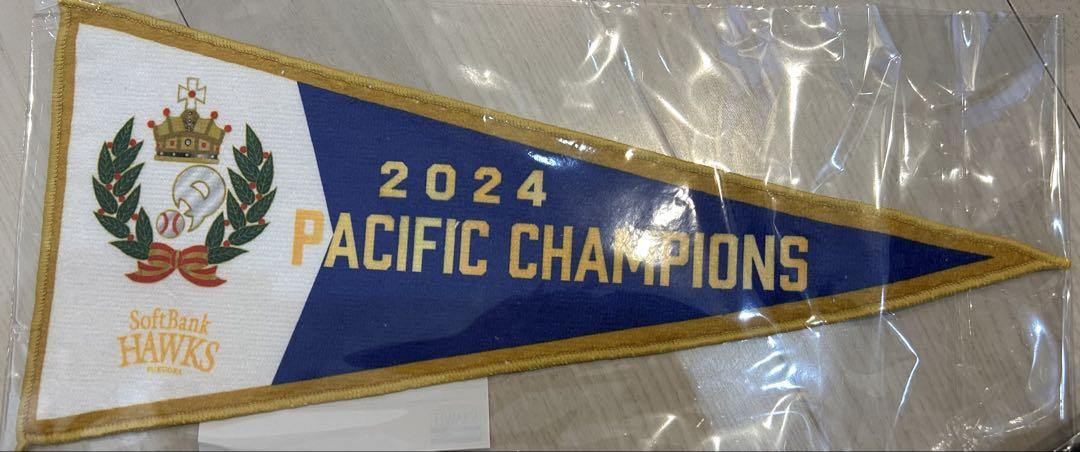 2024
PACIFIC CHAMPIONS
SoftBank
HAWKS
FUKUOKA